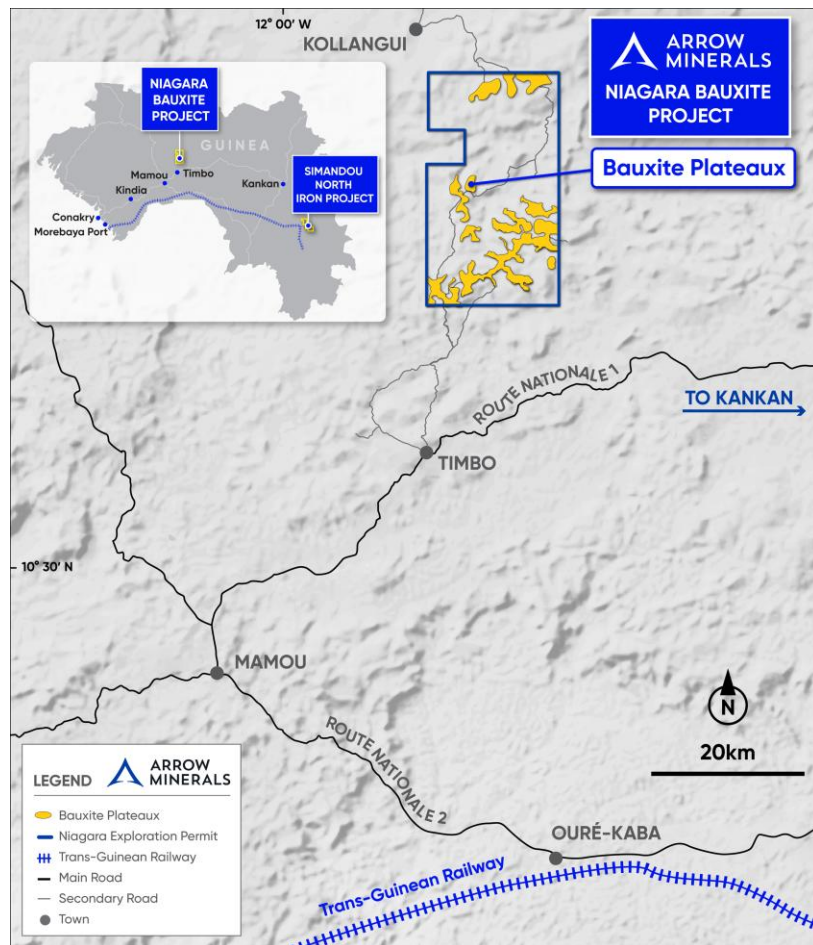 12° 00' W
KOLLANGUI
ARROW
MINERALS
NIAGARA BAUXITE
PROJECT
Bauxite Plateaux
NIAGARA
BAUXITE
PROJECT
GUINEA
Mamou
Timbo
Kindia
Kankan
SIMANDOU
NORTH
IRON PROJECT
Conakry
Morebaya Port
ROUTE NATIONALE 1
TO KANKAN
TIMBO
10° 30' N
MAMOU
N
20km
ROUTE NATIONALE 2
OURÉ-KABA
Trans-Guinean Railway
LEGEND
ARROW
MINERALS
Bauxite Plateaux
Niagara Exploration Permit
Trans-Guinean Railway
Main Road
Secondary Road
Town